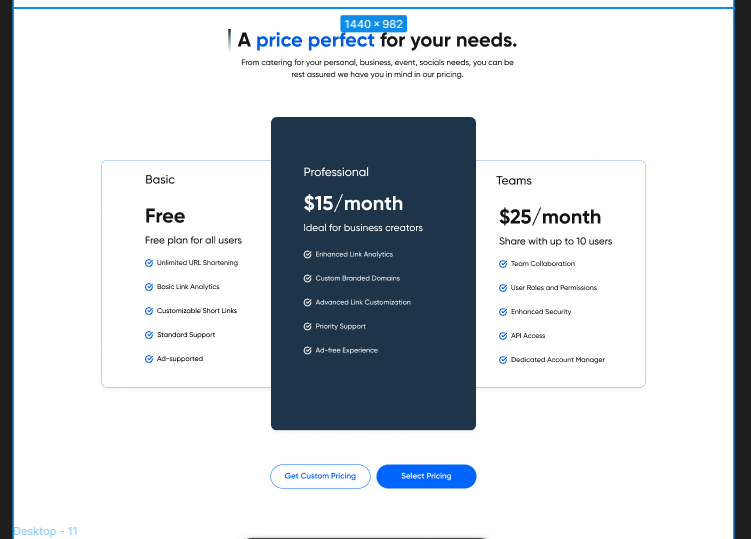 1440 × 982
A price perfect for your needs.
From catering for your personal, business, event, socials needs, you can be
rest assured we have you in mind in our pricing.
Basic
Free
Free plan for all users
Unlimited URL Shortening
Basic Link Analytics
Customizable Short Links
Standard Support
Ad-supported
Professional
$15/month
Ideal for business creators
Enhanced Link Analytics
Custom Branded Domains
Advanced Link Customization
Priority Support
Ad-free Experience
Teams
$25/month
Share with up to 10 users
Team Collaboration
User Roles and Permissions
Enhanced Security
API Access
Dedicated Account Manager
Get Custom Pricing
Select Pricing
Desktop - 11